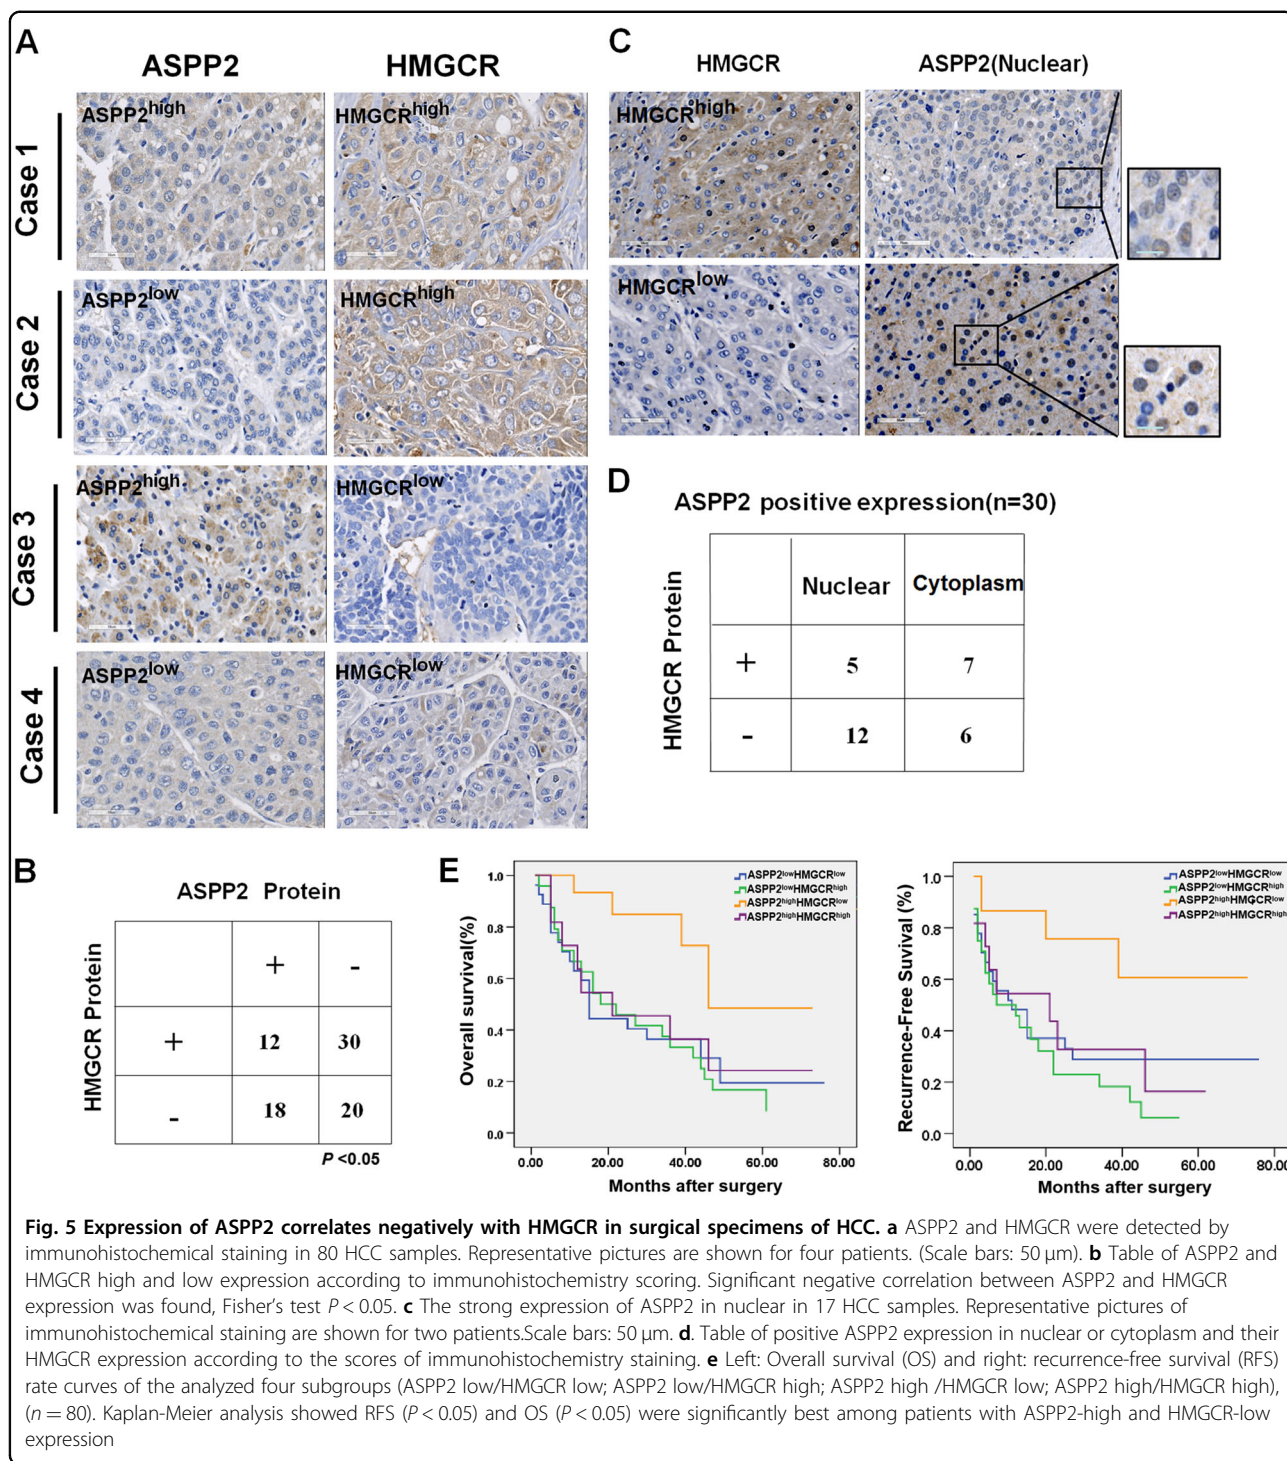 A
ASPP2
HMGCR
Case 1
ASPP2high
HMGCRhigh
Case 2
ASPP2low
HMGCRhigh
Case 3
ASPP2high
HMGCRlow
Case 4
ASPP2low
HMGCRlow
C
HMGCR
ASPP2(Nuclear)
HMGCRhigh
HMGCRlow
D
ASPP2 positive expression(n=30)
HMGCR Protein
Nuclear
Cytoplasm
+
5
7
-
12
6
B
ASPP2 Protein
HMGCR Protein
+
-
+
12
30
-
18
20
P <0.05
E
Overall survival(%)
1.0
0.8
0.6
0.4
0.2
0.0
0.00
20.00
40.00
60.00
80.00
Months after surgery
ASPP2lowHMGCRlow
ASPP2lowHMGCRhigh
ASPP2highHMGCRlow
ASPP2highHMGCRhigh
Recurrence-Free Suvival (%)
1.0
0.8
0.6
0.4
0.2
0.0
0.00
20.00
40.00
60.00
80.00
Months after surgery
ASPP2lowHMGCRlow
ASPP2lowHMGCRhigh
ASPP2highHMGCRlow
ASPP2highHMGCRhigh
Fig. 5 Expression of ASPP2 correlates negatively with HMGCR in surgical specimens of HCC. a ASPP2 and HMGCR were detected by
immunohistochemical staining in 80 HCC samples. Representative pictures are shown for four patients. (Scale bars: 50 µm). b Table of ASPP2 and
HMGCR high and low expression according to immunohistochemistry scoring. Significant negative correlation between ASPP2 and HMGCR
expression was found, Fisher's test P < 0.05. c The strong expression of ASPP2 in nuclear in 17 HCC samples. Representative pictures of
immunohistochemical staining are shown for two patients.Scale bars: 50 µm. d. Table of positive ASPP2 expression in nuclear or cytoplasm and their
HMGCR expression according to the scores of immunohistochemistry staining. e Left: Overall survival (OS) and right: recurrence-free survival (RFS)
rate curves of the analyzed four subgroups (ASPP2 low/HMGCR low; ASPP2 low/HMGCR high; ASPP2 high /HMGCR low; ASPP2 high/HMGCR high),
(n = 80). Kaplan-Meier analysis showed RFS (P < 0.05) and OS (P < 0.05) were significantly best among patients with ASPP2-high and HMGCR-low
expression